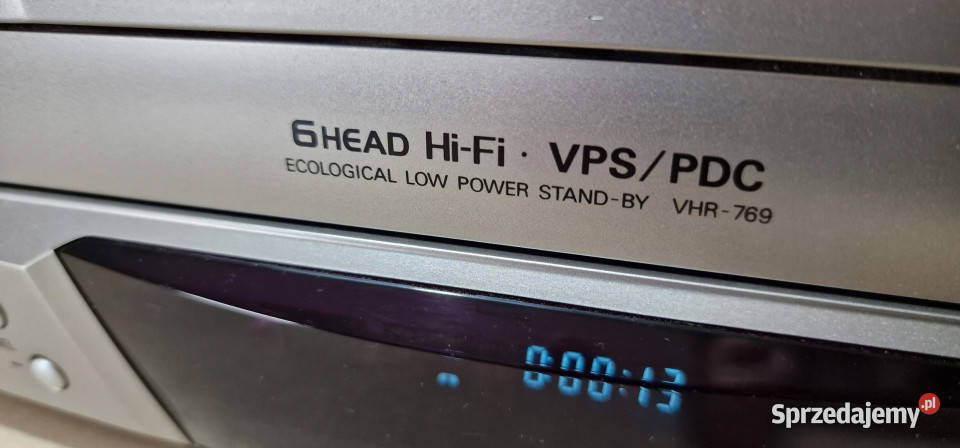 6HEAD Hi-Fi · VPS/PDC
ECOLOGICAL LOW POWER STAND-BY VHR-769
0:00:13
Sprzedajemy.pl